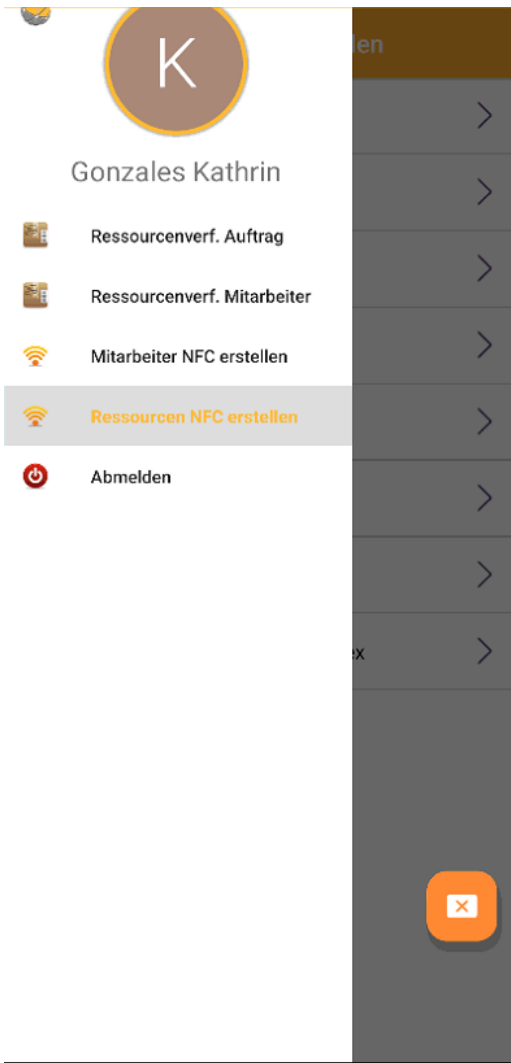 K
Gonzales Kathrin
Ressourcenverf. Auftrag
Ressourcenverf. Mitarbeiter
Mitarbeiter NFC erstellen
Ressourcen NFC erstellen
Abmelden